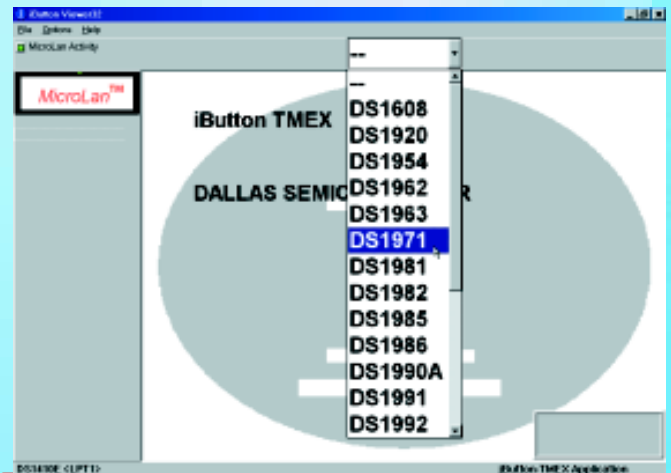 iButton Viewer32
File Options Help
MicroLan Activity
--
MicroLan™
iButton TMEX
DALLAS SEMIC R
--
DS1608
DS1920
DS1954
DS1962
DS1963
DS1971
DS1981
DS1982
DS1985
DS1986
DS1990A
DS1991
DS1992
DS1410E <LPT1>
iButton TMEX Application